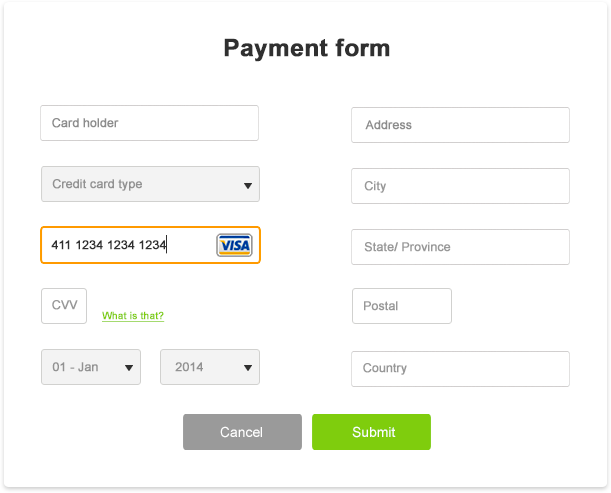 Payment form
Card holder
Address
Credit card type
City
411 1234 1234 1234 VISA
State/ Province
CVV
What is that?
Postal
01 - Jan
2014
Country
Cancel
Submit